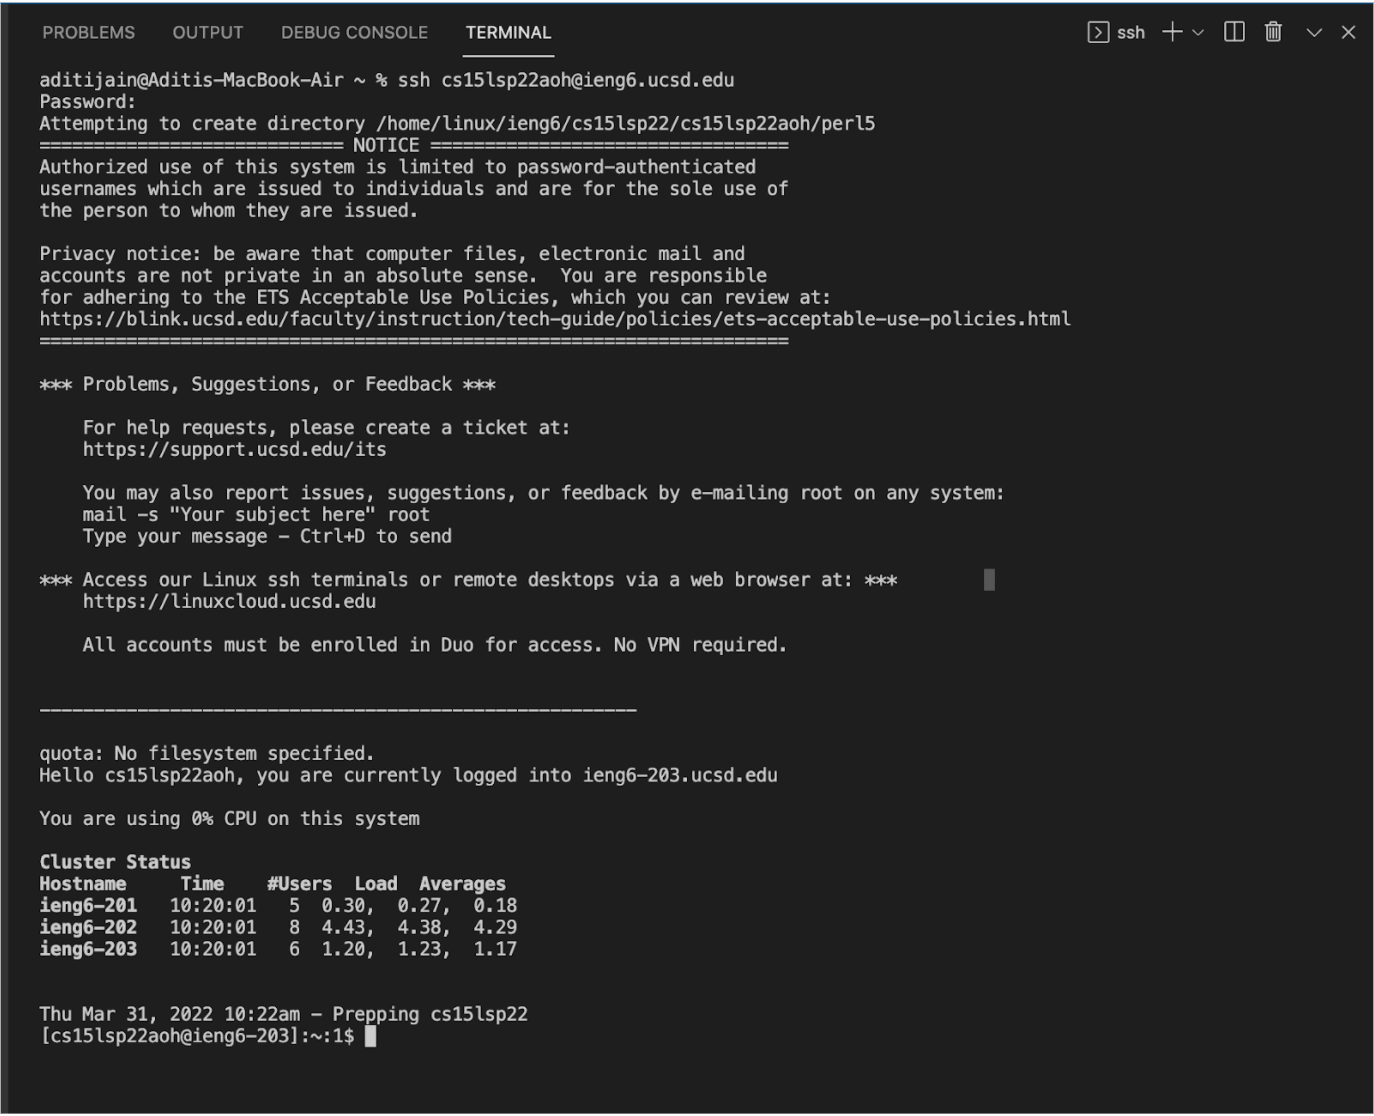 PROBLEMS OUTPUT DEBUG CONSOLE TERMINAL ssh
aditijain@Aditis-MacBook-Air ~ % ssh cs15lsp22aoh@ieng6.ucsd.edu
Password:
Attempting to create directory /home/linux/ieng6/cs15lsp22/cs15lsp22aoh/perl5
============================ NOTICE =================================
Authorized use of this system is limited to password-authenticated
usernames which are issued to individuals and are for the sole use of
the person to whom they are issued.
Privacy notice: be aware that computer files, electronic mail and
accounts are not private in an absolute sense.  You are responsible
for adhering to the ETS Acceptable Use Policies, which you can review at:
https://blink.ucsd.edu/faculty/instruction/tech-guide/policies/ets-acceptable-use-policies.html
=====================================================================
*** Problems, Suggestions, or Feedback ***
For help requests, please create a ticket at:
https://support.ucsd.edu/its
You may also report issues, suggestions, or feedback by e-mailing root on any system:
mail -s "Your subject here" root
Type your message - Ctrl+D to send
*** Access our Linux ssh terminals or remote desktops via a web browser at: ***
https://linuxcloud.ucsd.edu
All accounts must be enrolled in Duo for access. No VPN required.
-------------------------------------------------------
quota: No filesystem specified.
Hello cs15lsp22aoh, you are currently logged into ieng6-203.ucsd.edu
You are using 0% CPU on this system
Cluster Status
Hostname     Time    #Users  Load  Averages
ieng6-201   10:20:01   5  0.30,  0.27,  0.18
ieng6-202   10:20:01   8  4.43,  4.38,  4.29
ieng6-203   10:20:01   6  1.20,  1.23,  1.17
Thu Mar 31, 2022 10:22am - Prepping cs15lsp22
[cs15lsp22aoh@ieng6-203]:~:1$